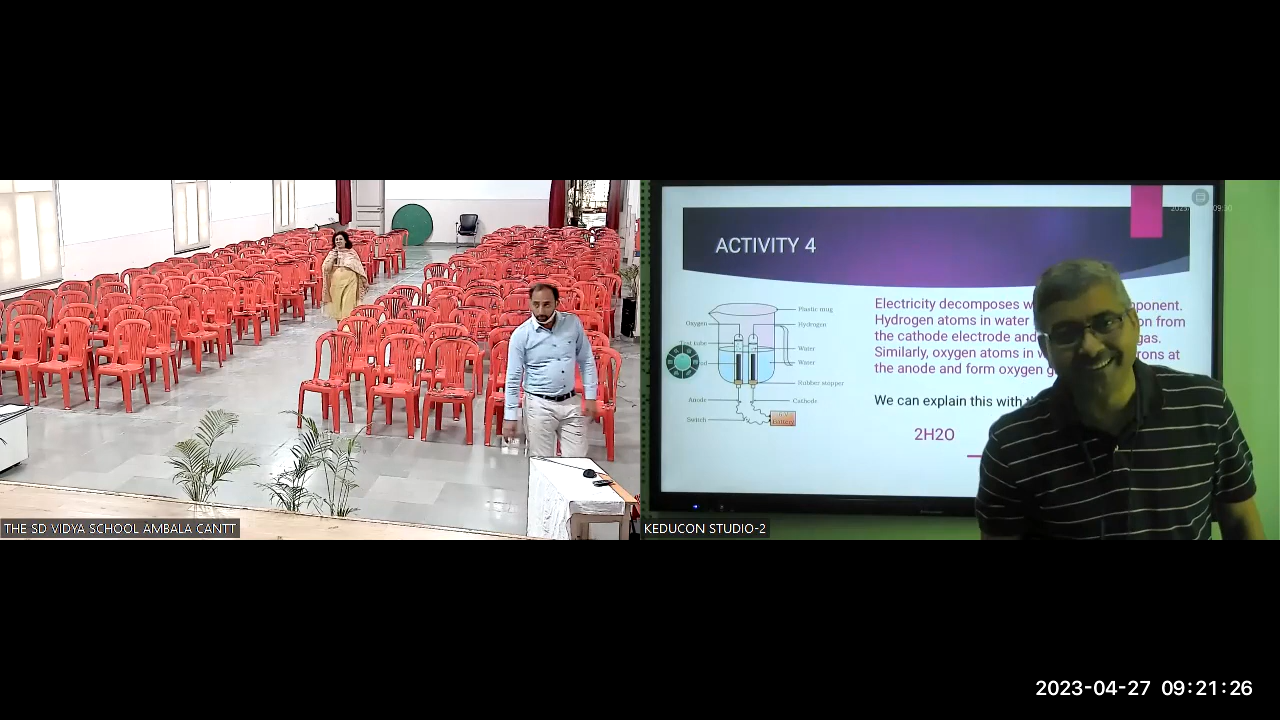 ACTIVITY 4
Plastic mug
Oxygen
Hydrogen
Test tube
Water
Water
Rubber stopper
Anode
Cathode
Switch
Battery
Electricity decomposes w ponent.
Hydrogen atoms in water on from
the cathode electrode and gas.
Similarly, oxygen atoms in w rons at
the anode and form oxygen g
We can explain this with th
2H2O
THE SD VIDYA SCHOOL AMBALA CANTT
KEDUCON STUDIO-2
2023-04-27 09:21:26